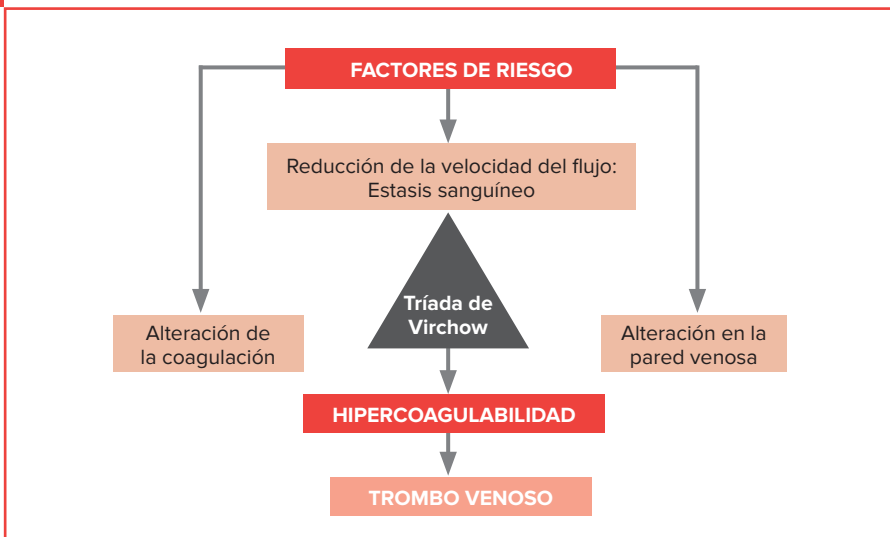 FACTORES DE RIESGO
Reducción de la velocidad del flujo:
Estasis sanguíneo
Tríada de
Virchow
Alteración de
la coagulación
Alteración en la
pared venosa
HIPERCOAGULABILIDAD
TROMBO VENOSO